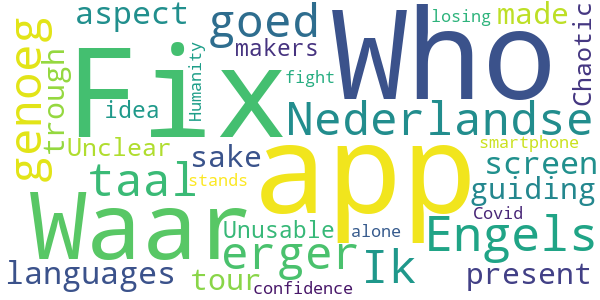 aspect
goed
losing
made
Chaotic
Who
genoeg
trough
Fix
makers
Humanity
fight
idea
Nederlandse
Unclear
sake
app
smartphone
screen
taal
stands
guiding
Waar
Unusable
alone
Covid
Engels
erger
Ik
languages
tour
confidence
present